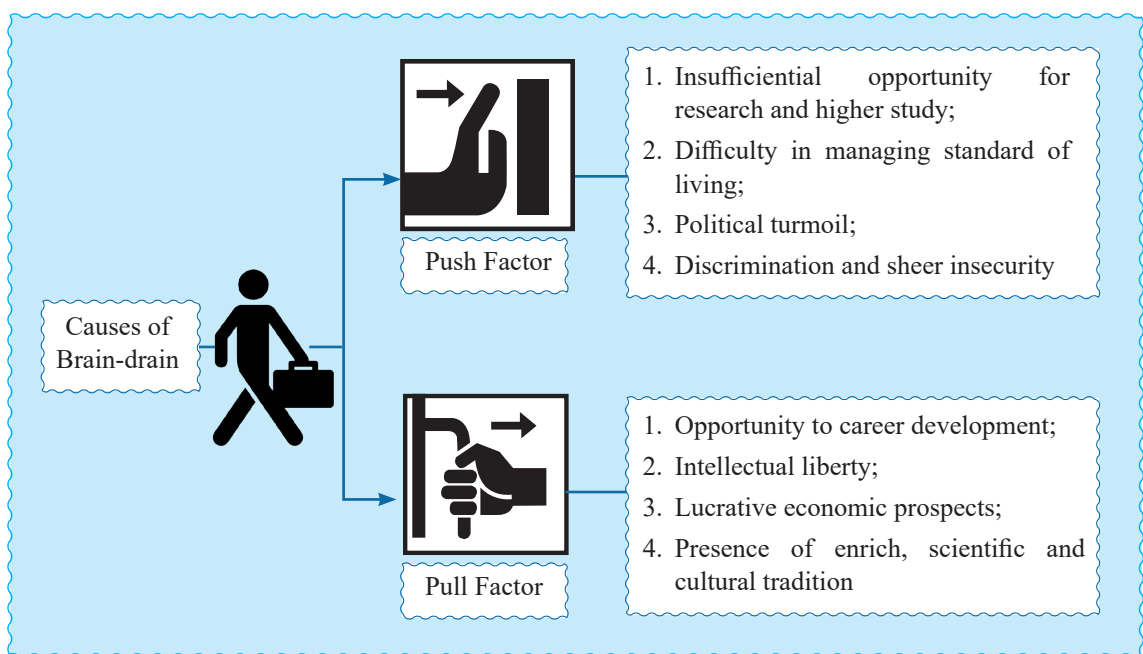 Causes of
Brain-drain
Push Factor
1. Insufficiential opportunity for
research and higher study;
2. Difficulty in managing standard of
living;
3. Political turmoil;
4. Discrimination and sheer insecurity
Pull Factor
1. Opportunity to career development;
2. Intellectual liberty;
3. Lucrative economic prospects;
4. Presence of enrich, scientific and
cultural tradition